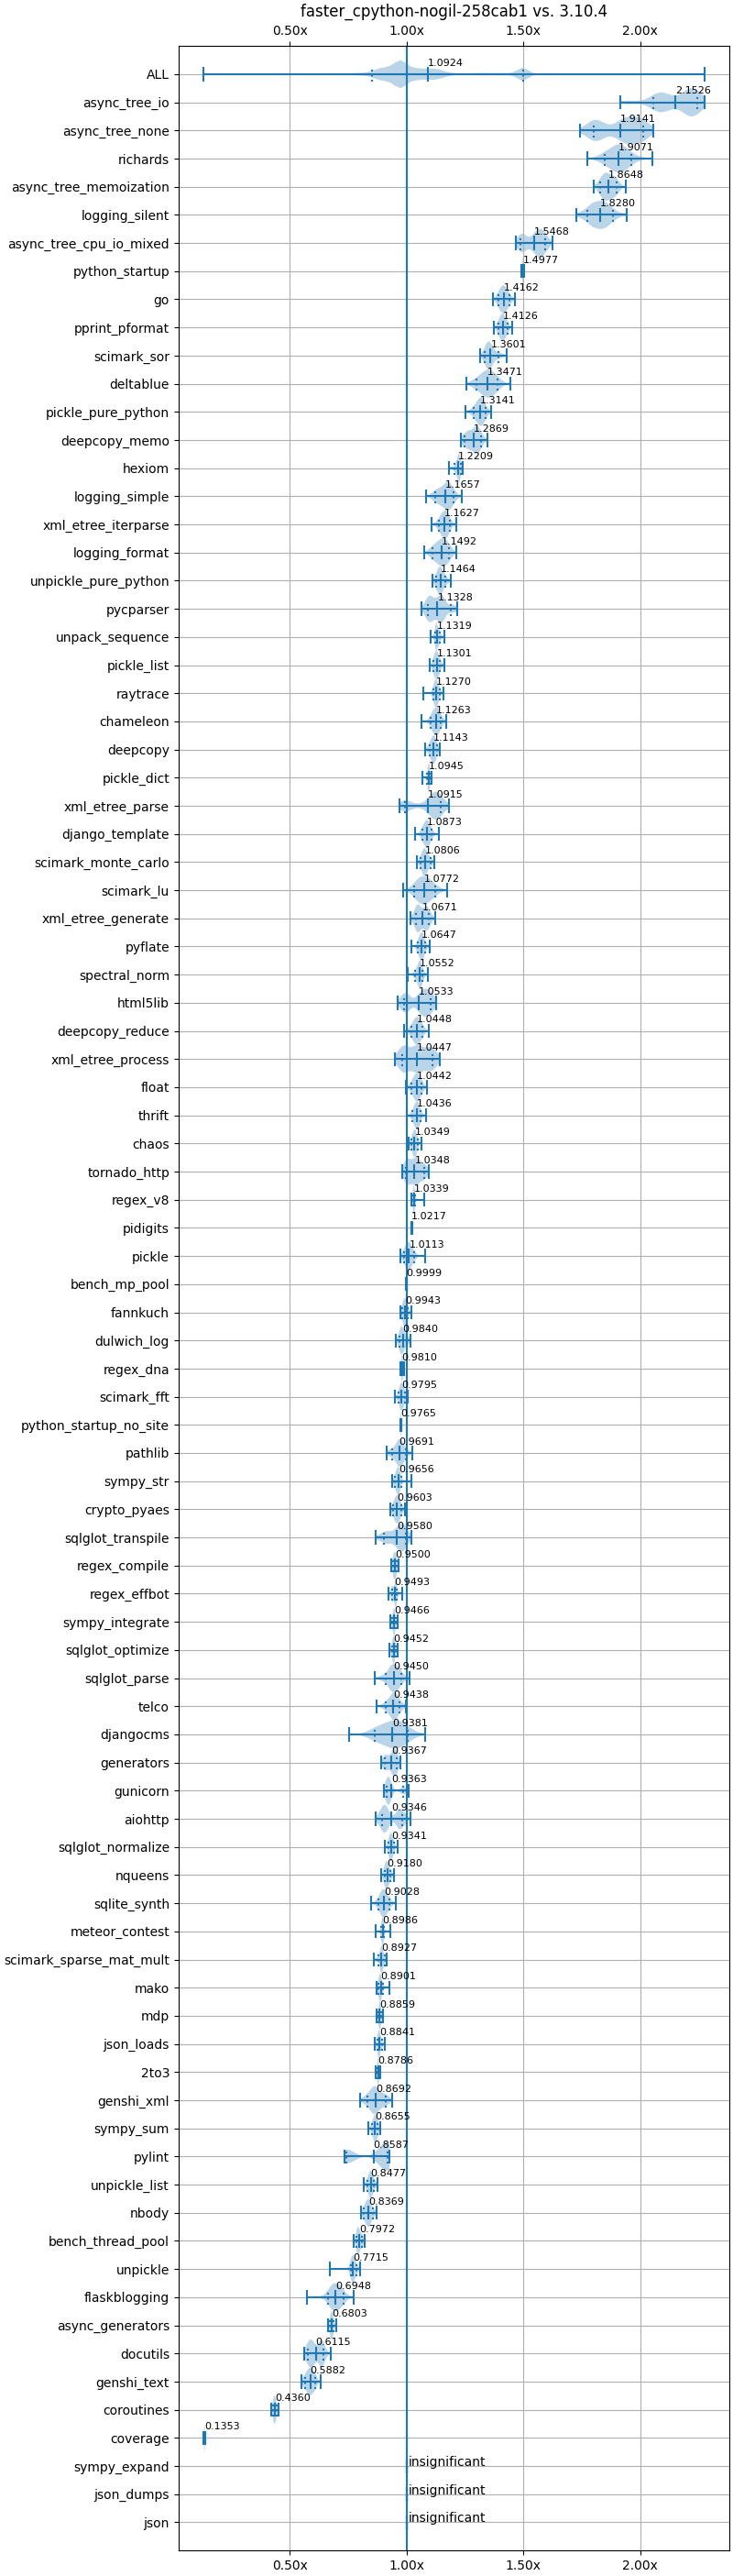 faster_cpython-nogil-258cab1 vs. 3.10.4
0.50x 1.00x 1.50x 2.00x
ALL 1.0924
async_tree_io 2.1526
async_tree_none 1.9141
richards 1.9071
async_tree_memoization 1.8648
logging_silent 1.8280
async_tree_cpu_io_mixed 1.5468
python_startup 1.4977
go 1.4162
pprint_pformat 1.4126
scimark_sor 1.3601
deltablue 1.3471
pickle_pure_python 1.3141
deepcopy_memo 1.2869
hexiom 1.2209
logging_simple 1.1657
xml_etree_iterparse 1.1627
logging_format 1.1492
unpickle_pure_python 1.1464
pycparser 1.1328
unpack_sequence 1.1319
pickle_list 1.1301
raytrace 1.1270
chameleon 1.1263
deepcopy 1.1143
pickle_dict 1.0945
xml_etree_parse 1.0915
django_template 1.0873
scimark_monte_carlo 1.0806
scimark_lu 1.0772
xml_etree_generate 1.0671
pyflate 1.0647
spectral_norm 1.0552
html5lib 1.0533
deepcopy_reduce 1.0448
xml_etree_process 1.0447
float 1.0442
thrift 1.0436
chaos 1.0349
tornado_http 1.0348
regex_v8 1.0339
pidigits 1.0217
pickle 1.0113
bench_mp_pool 0.9999
fannkuch 0.9943
dulwich_log 0.9840
regex_dna 0.9810
scimark_fft 0.9795
python_startup_no_site 0.9765
pathlib 0.9691
sympy_str 0.9656
crypto_pyaes 0.9603
sqlglot_transpile 0.9580
regex_compile 0.9500
regex_effbot 0.9493
sympy_integrate 0.9466
sqlglot_optimize 0.9452
sqlglot_parse 0.9450
telco 0.9438
djangocms 0.9381
generators 0.9367
gunicorn 0.9363
aiohttp 0.9346
sqlglot_normalize 0.9341
nqueens 0.9180
sqlite_synth 0.9028
meteor_contest 0.8986
scimark_sparse_mat_mult 0.8927
mako 0.8901
mdp 0.8859
json_loads 0.8841
2to3 0.8786
genshi_xml 0.8692
sympy_sum 0.8655
pylint 0.8587
unpickle_list 0.8477
nbody 0.8369
bench_thread_pool 0.7972
unpickle 0.7715
flaskblogging 0.6948
async_generators 0.6803
docutils 0.6115
genshi_text 0.5882
coroutines 0.4360
coverage 0.1353
sympy_expand insignificant
json_dumps insignificant
json insignificant
0.50x 1.00x 1.50x 2.00x